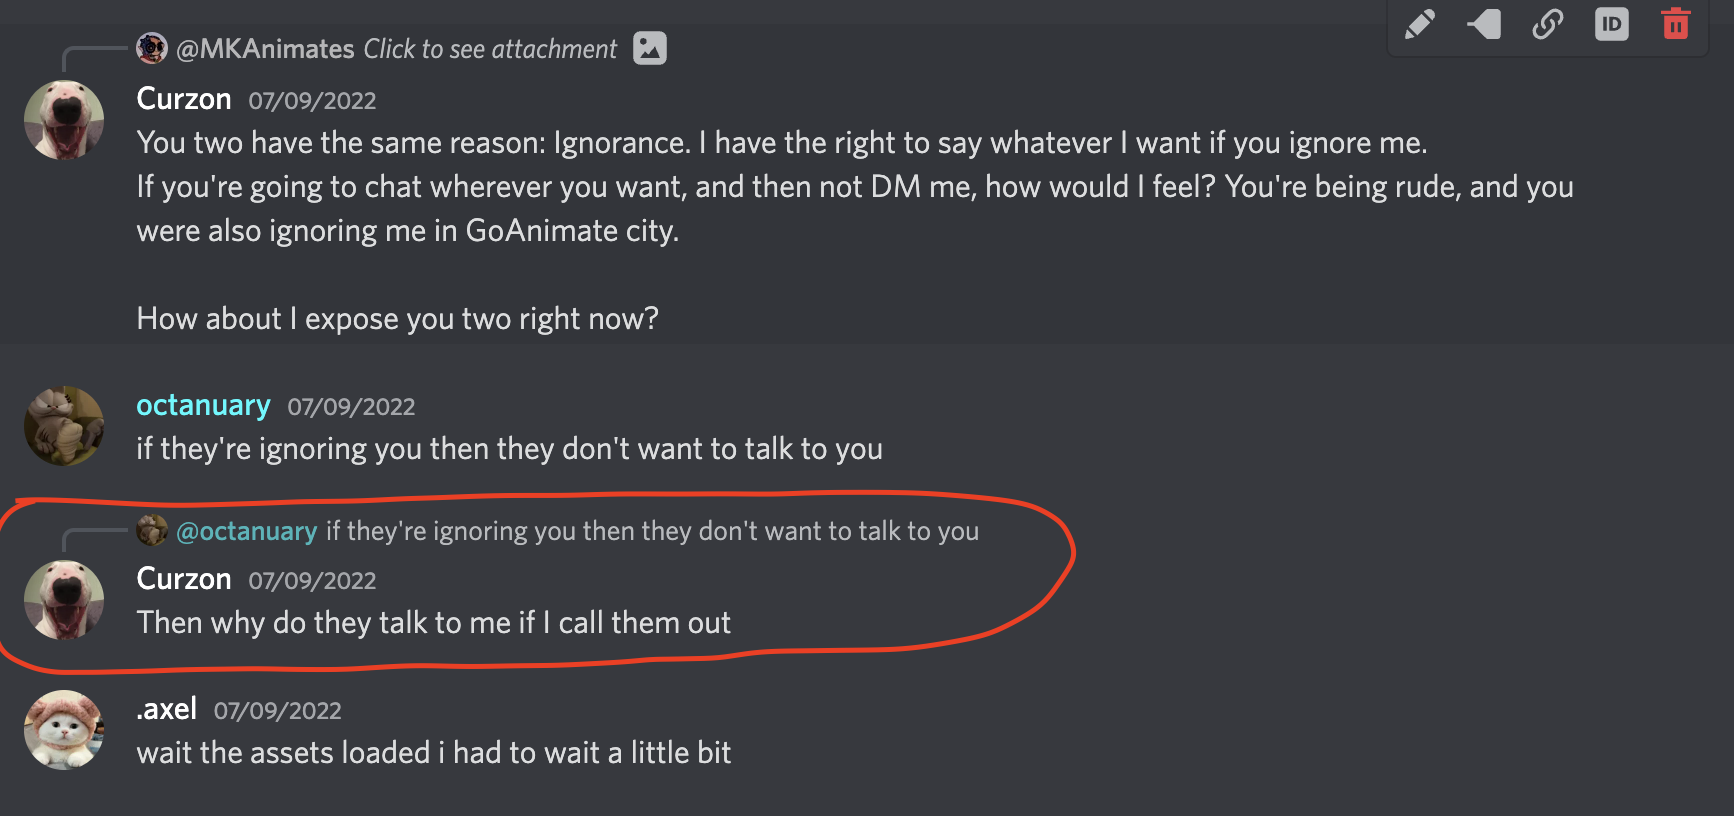 @MKAnimates Click to see attachment
ID
Curzon 07/09/2022
You two have the same reason: Ignorance. I have the right to say whatever I want if you ignore me.
If you're going to chat wherever you want, and then not DM me, how would I feel? You're being rude, and you
were also ignoring me in GoAnimate city.
How about I expose you two right now?
octanuary 07/09/2022
if they're ignoring you then they don't want to talk to you
@octanuary if they're ignoring you then they don't want to talk to you
Curzon 07/09/2022
Then why do they talk to me if I call them out
.axel 07/09/2022
wait the assets loaded i had to wait a little bit